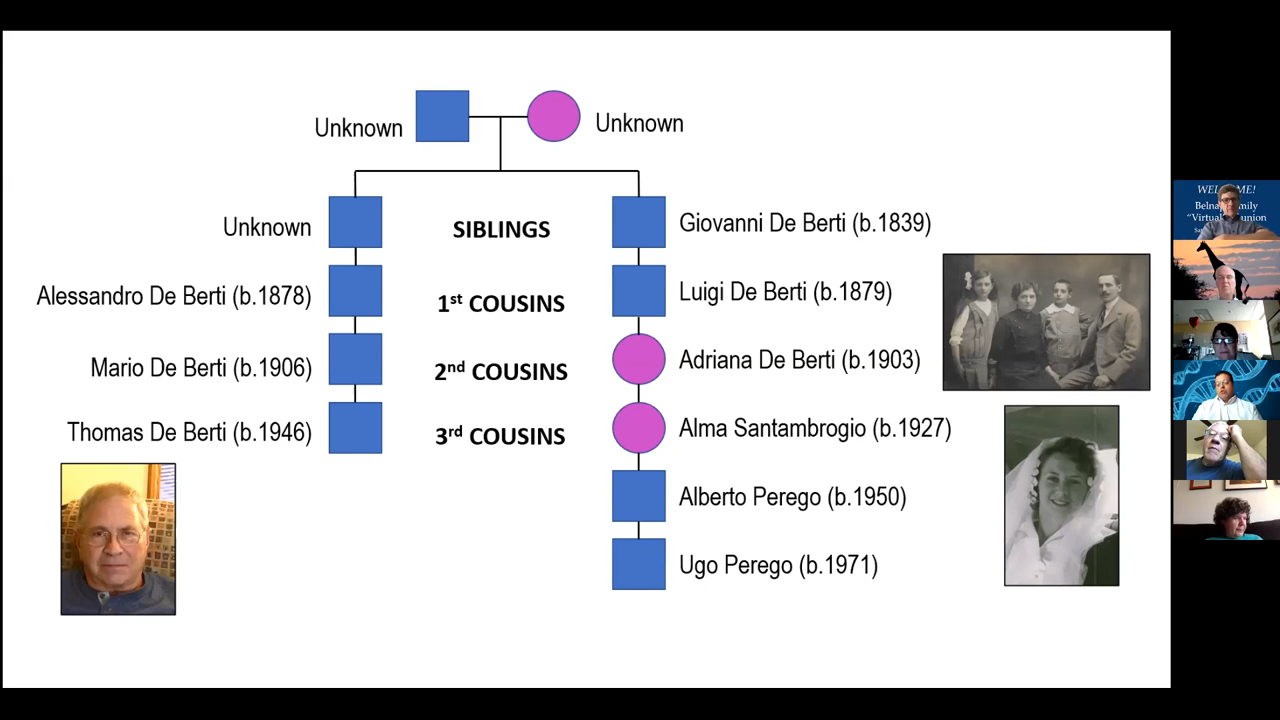 Unknown
Unknown
Unknown
SIBLINGS
Giovanni De Berti (b.1839)
Alessandro De Berti (b.1878)
1st COUSINS
Luigi De Berti (b.1879)
Mario De Berti (b.1906)
2nd COUSINS
Adriana De Berti (b.1903)
Thomas De Berti (b.1946)
3rd COUSINS
Alma Santambrogio (b.1927)
Alberto Perego (b.1950)
Ugo Perego (b.1971)
ME!
"Virtual